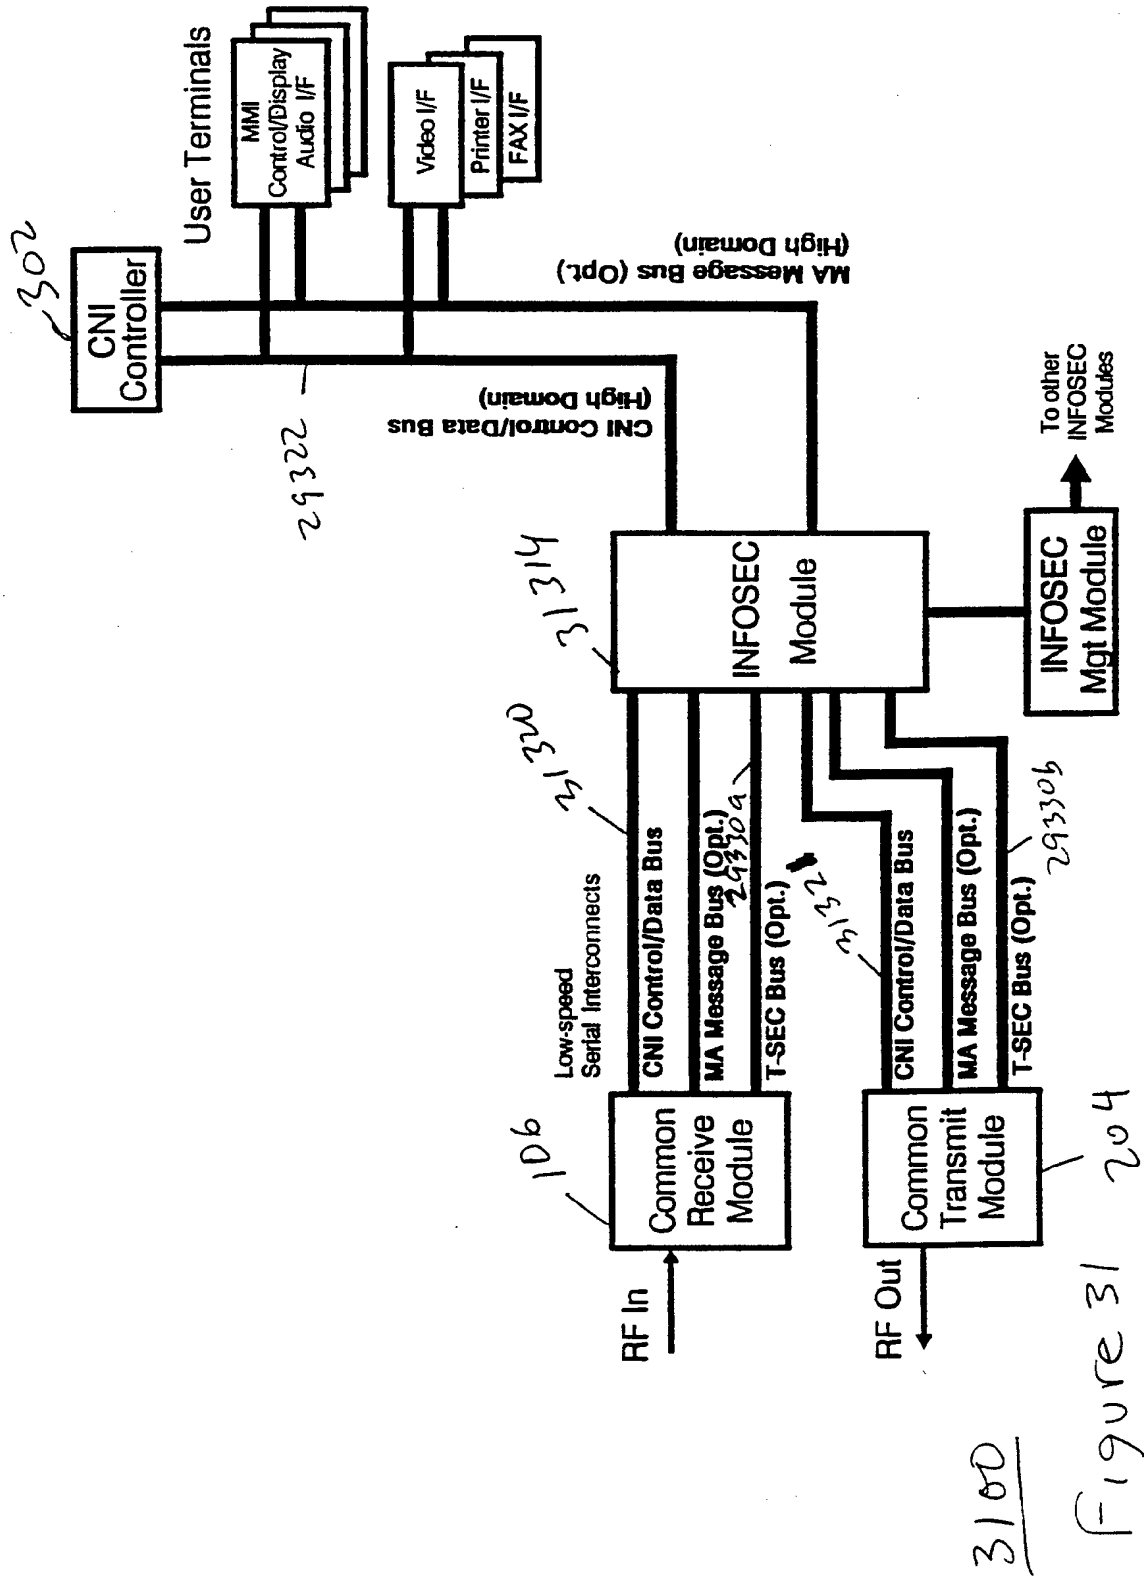 302
CNI
Controller
User Terminals
MMI
Control/Display
Audio I/F
Video I/F
Printer I/F
FAX I/F
29322
CNI Control/Data Bus
(High Domain)
MA Message Bus (Opt.)
(High Domain)
31314
INFOSEC
Module
INFOSEC
Mgt Module
To other
INFOSEC
Modules
Low-speed
Serial Interconnects
31320
CNI Control/Data Bus
MA Message Bus (Opt.)
29330a
T-SEC Bus (Opt.)
3132
CNI Control/Data Bus
MA Message Bus (Opt.)
T-SEC Bus (Opt.)
29330b
106
Common
Receive
Module
RF In
Common
Transmit
Module
204
RF Out
3100
Figure 31